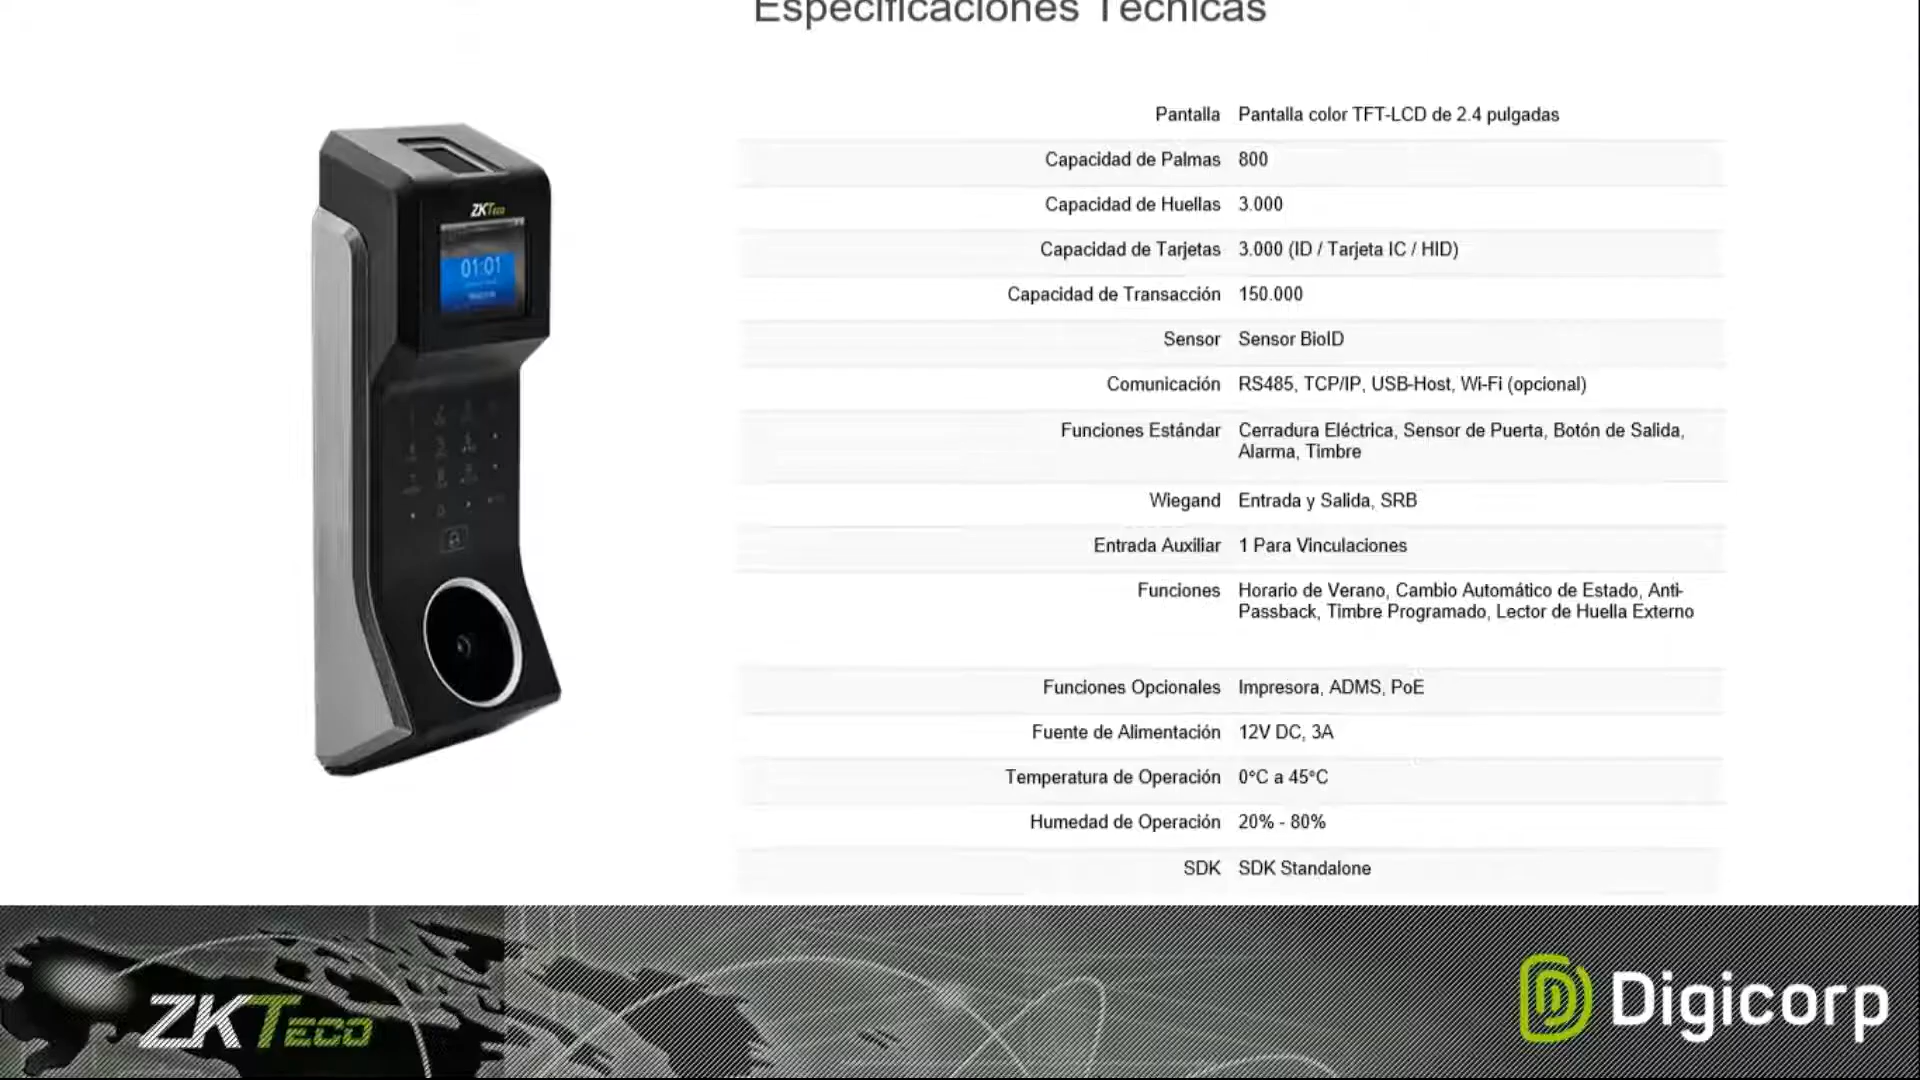 Especificaciones Técnicas
Pantalla Pantalla color TFT-LCD de 2.4 pulgadas
Capacidad de Palmas 800
Capacidad de Huellas 3.000
Capacidad de Tarjetas 3.000 (ID / Tarjeta IC / HID)
Capacidad de Transacción 150.000
Sensor Sensor BioID
Comunicación RS485, TCP/IP, USB-Host, Wi-Fi (opcional)
Funciones Estándar Cerradura Eléctrica, Sensor de Puerta, Botón de Salida,
Alarma, Timbre
Wiegand Entrada y Salida, SRB
Entrada Auxiliar 1 Para Vinculaciones
Funciones Horario de Verano, Cambio Automático de Estado, Anti-
Passback, Timbre Programado, Lector de Huella Externo
Funciones Opcionales Impresora, ADMS, PoE
Fuente de Alimentación 12V DC, 3A
Temperatura de Operación 0°C a 45°C
Humedad de Operación 20% - 80%
SDK SDK Standalone
ZKTECO
01:01
ZKTECO
Digicorp